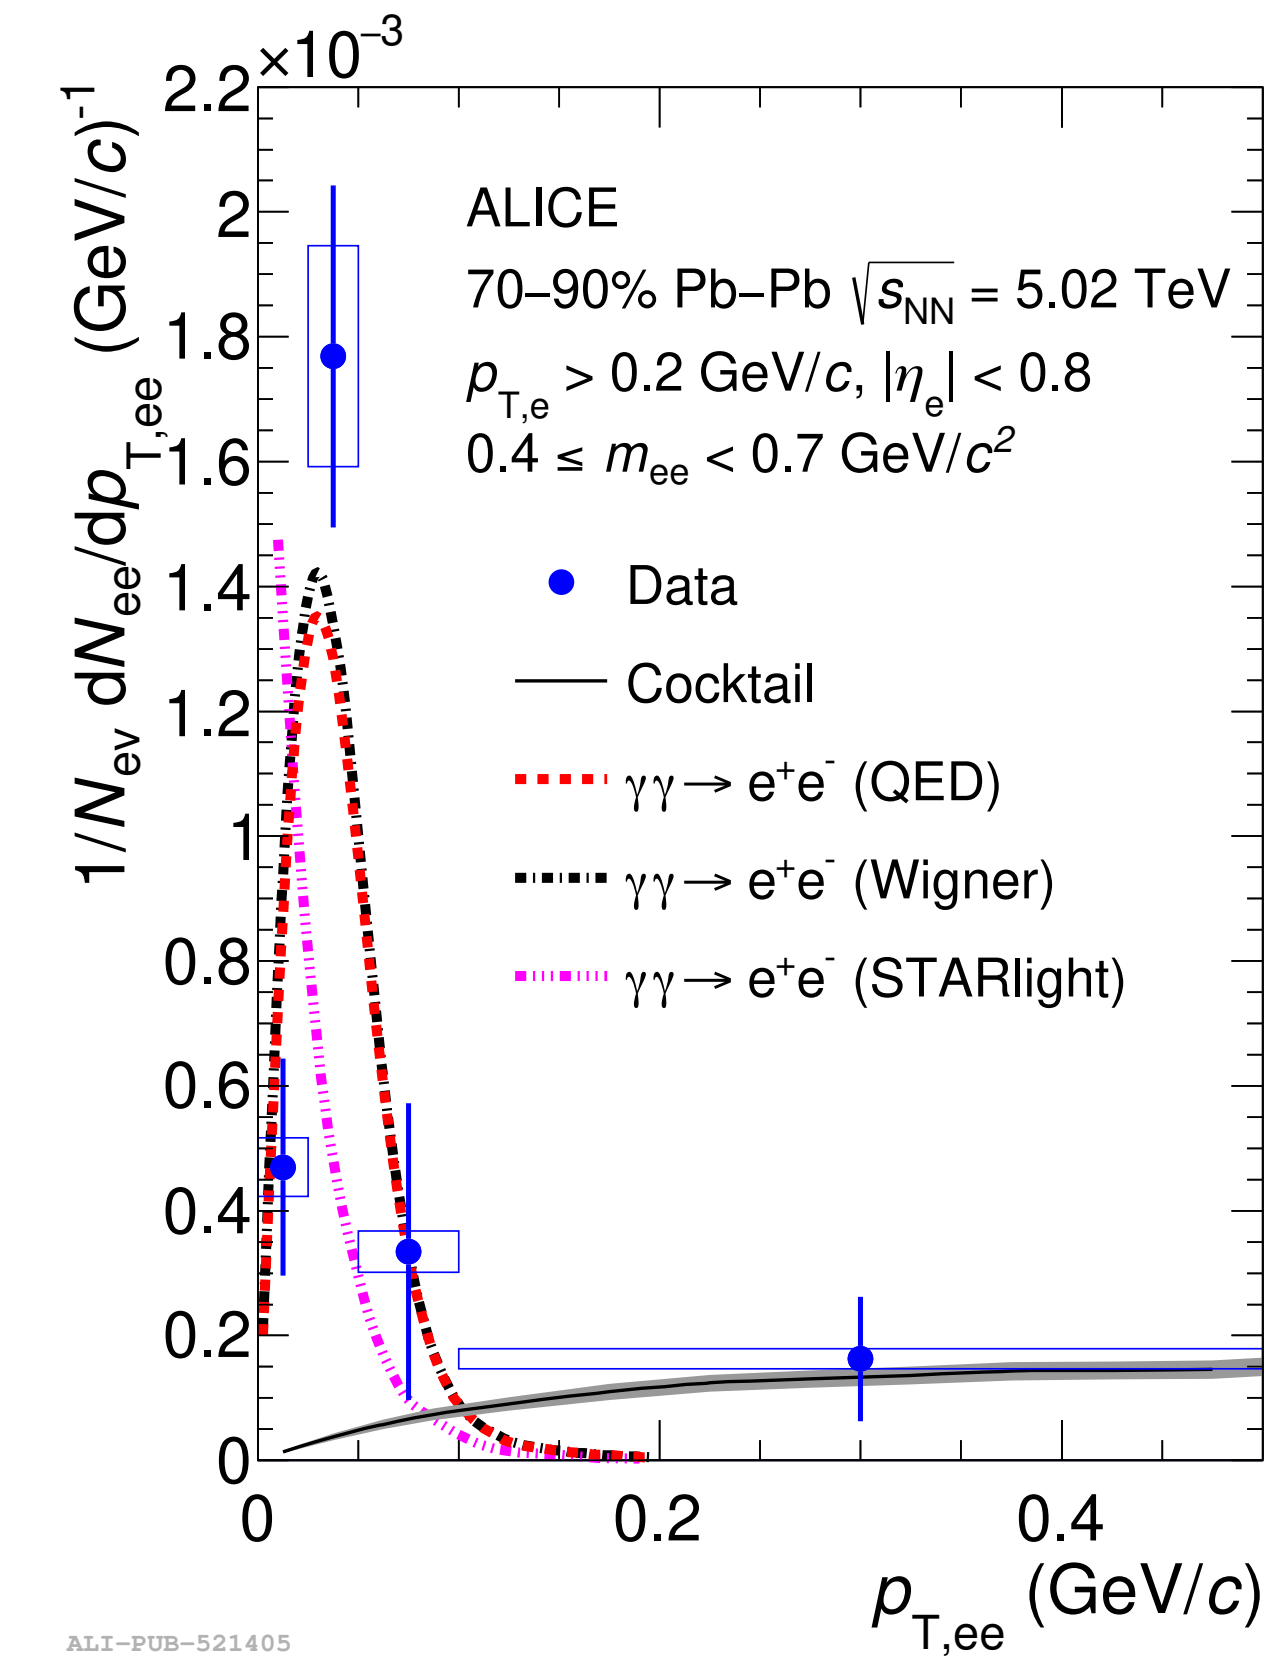 ×10⁻³
1/N_ev dN_ee/dp_T,ee (GeV/c)⁻¹
2.2
2
1.8
1.6
1.4
1.2
1
0.8
0.6
0.4
0.2
0
ALICE
70–90% Pb–Pb √s_NN = 5.02 TeV
p_T,e > 0.2 GeV/c, |η_e| < 0.8
0.4 ≤ m_ee < 0.7 GeV/c²
Data
Cocktail
γγ → e⁺e⁻ (QED)
γγ → e⁺e⁻ (Wigner)
γγ → e⁺e⁻ (STARlight)
0 0.2 0.4
p_T,ee (GeV/c)
ALI–PUB–521405